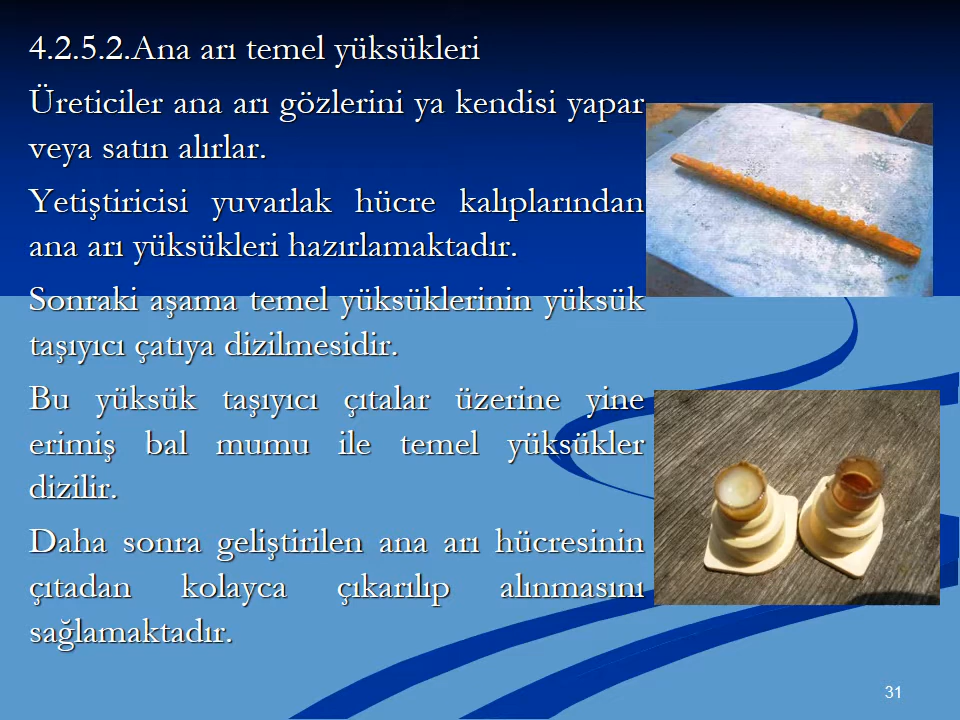 4.2.5.2.Ana arı temel yüksükleri
Üreticiler ana arı gözlerini ya kendisi yapar
veya satın alırlar.
Yetiştiricisi yuvarlak hücre kalıplarından
ana arı yüksükleri hazırlamaktadır.
Sonraki aşama temel yüksüklerinin yüksük
taşıyıcı çatıya dizilmesidir.
Bu yüksük taşıyıcı çıtalar üzerine yine
erimiş bal mumu ile temel yüksükler
dizilir.
Daha sonra geliştirilen ana arı hücresinin
çıtadan kolayca çıkarılıp alınmasını
sağlamaktadır.
31